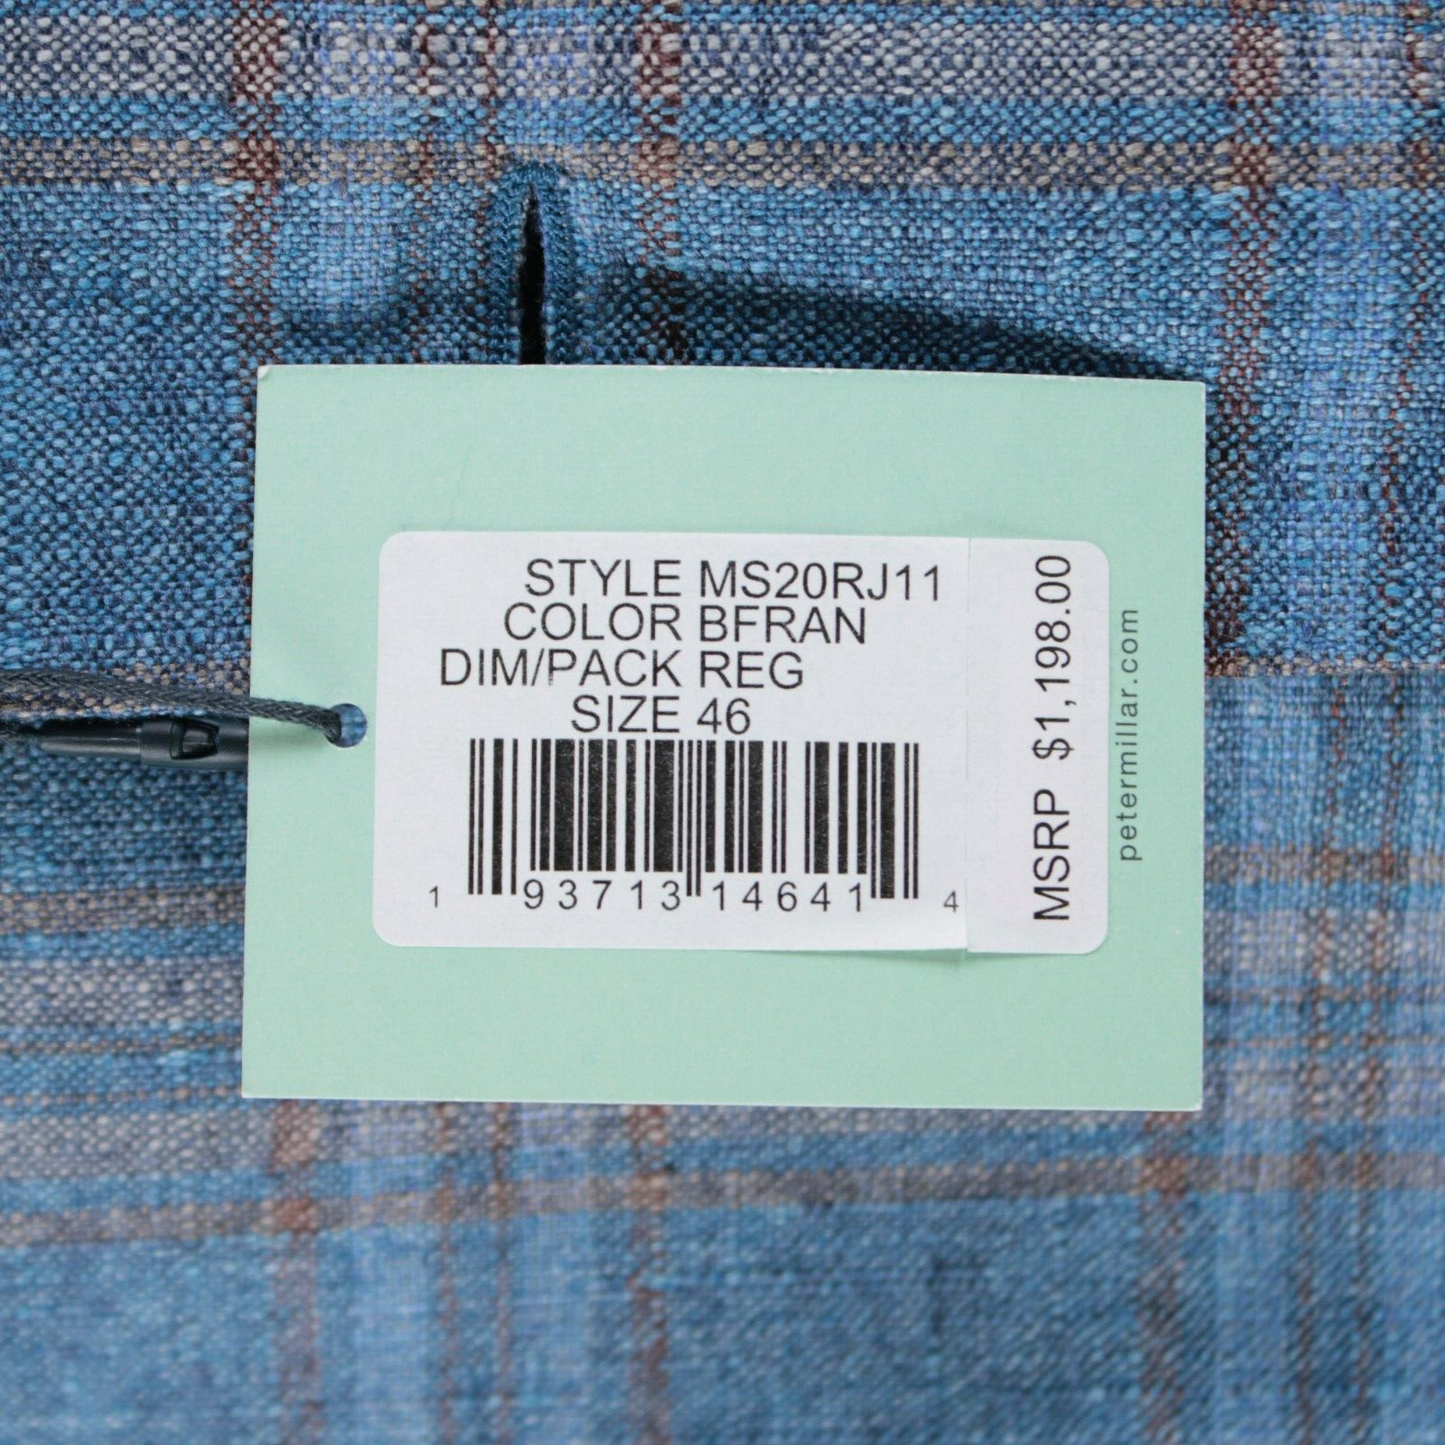 STYLE MS20RJ11
COLOR BFRAN
DIM/PACK REG
SIZE 46
1 93713 14641 4
MSRP $1,198.00
petermillar.com